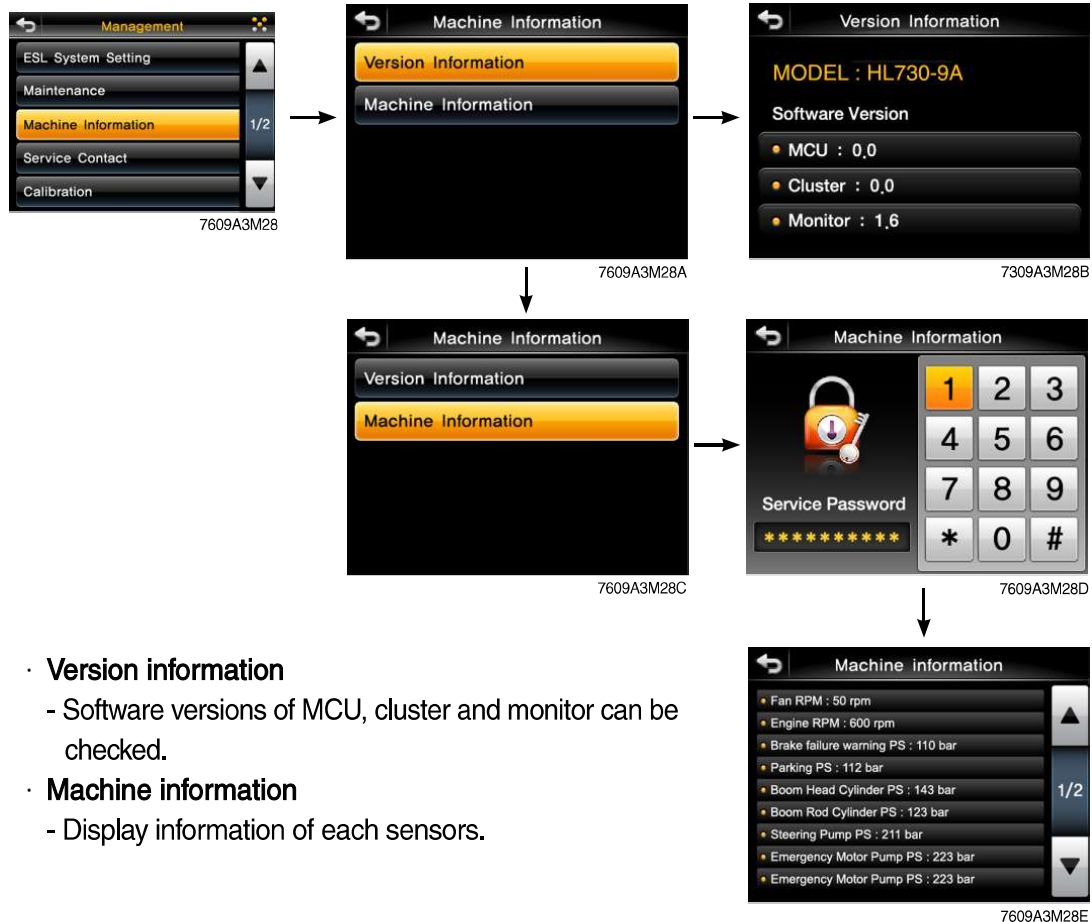 Management
ESL System Setting
Maintenance
Machine Information
Service Contact
Calibration
1/2
7609A3M28
Machine Information
Version Information
Machine Information
7609A3M28A
Version Information
MODEL : HL730-9A
Software Version
• MCU : 0.0
• Cluster : 0.0
• Monitor : 1.6
7309A3M28B
Machine Information
Version Information
Machine Information
7609A3M28C
Machine Information
1 2 3
4 5 6
7 8 9
* 0 #
Service Password
**********
7609A3M28D
· Version information
- Software versions of MCU, cluster and monitor can be
checked.
· Machine information
- Display information of each sensors.
Machine information
• Fan RPM : 50 rpm
• Engine RPM : 600 rpm
• Brake failure warning PS : 110 bar
• Parking PS : 112 bar
• Boom Head Cylinder PS : 143 bar
• Boom Rod Cylinder PS : 123 bar
• Steering Pump PS : 211 bar
• Emergency Motor Pump PS : 223 bar
• Emergency Motor Pump PS : 223 bar
1/2
7609A3M28E